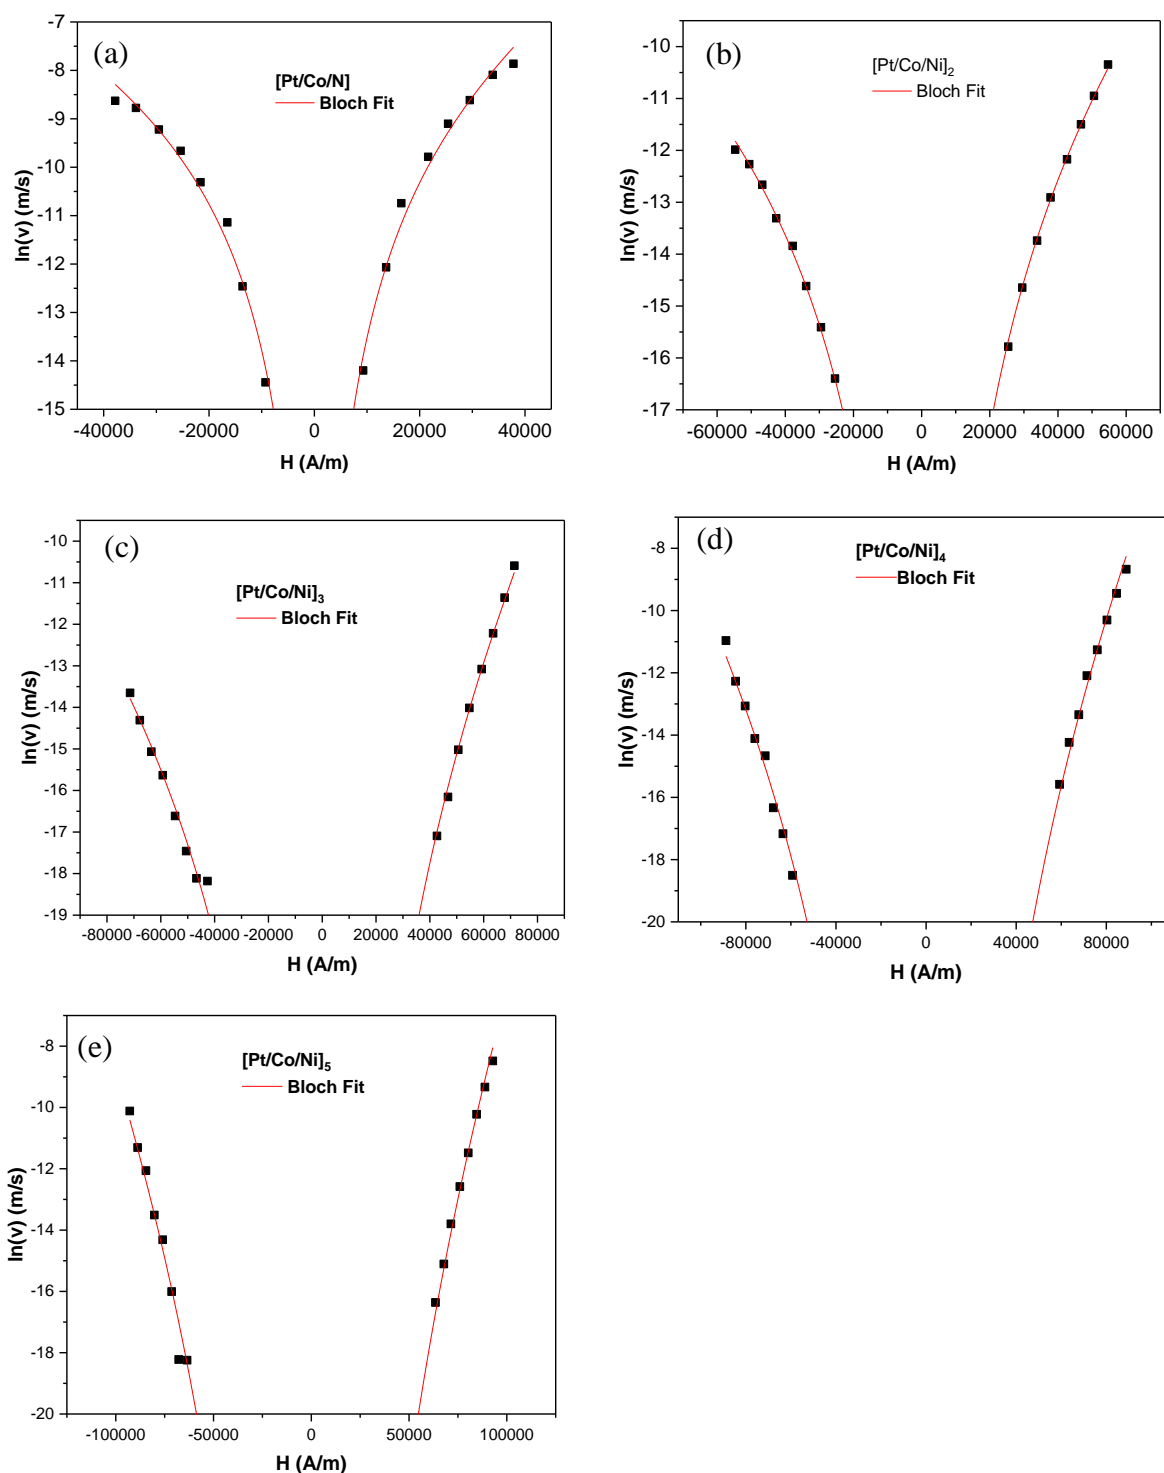 (a)
[Pt/Co/N]
Bloch Fit
-7
-8
-9
-10
-11
-12
-13
-14
-15
ln(v) (m/s)
-40000 -20000 0 20000 40000
H (A/m)
(b)
[Pt/Co/Ni]2
Bloch Fit
-10
-11
-12
-13
-14
-15
-16
-17
ln(v) (m/s)
-60000 -40000 -20000 0 20000 40000 60000
H (A/m)
(c)
[Pt/Co/Ni]3
Bloch Fit
-10
-11
-12
-13
-14
-15
-16
-17
-18
-19
ln(v) (m/s)
-80000 -60000 -40000 -20000 0 20000 40000 60000 80000
H (A/m)
(d)
[Pt/Co/Ni]4
Bloch Fit
-8
-10
-12
-14
-16
-18
-20
ln(v) (m/s)
-80000 -40000 0 40000 80000
H (A/m)
(e)
[Pt/Co/Ni]5
Bloch Fit
-8
-10
-12
-14
-16
-18
-20
ln(v) (m/s)
-100000 -50000 0 50000 100000
H (A/m)